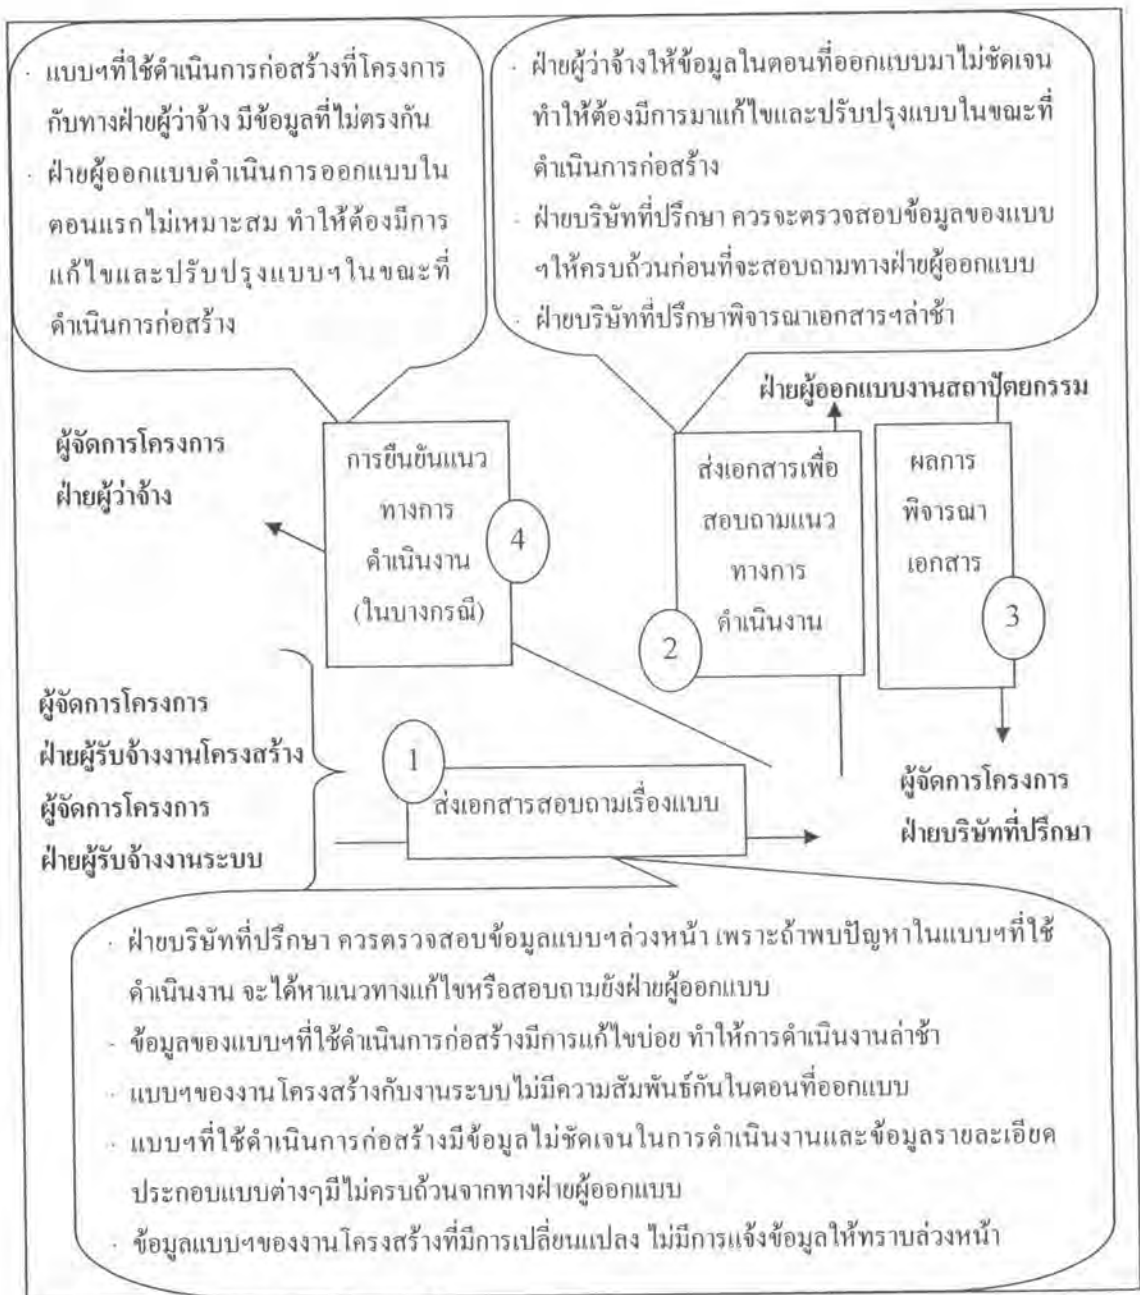 · แบบฯที่ใช้ดำเนินการก่อสร้างที่โครงการ
กับทางฝ่ายผู้ว่าจ้าง มีข้อมูลที่ไม่ตรงกัน
· ฝ่ายผู้ออกแบบดำเนินการออกแบบใน
ตอนแรกไม่เหมาะสม ทำให้ต้องมีการ
แก้ไขและปรับปรุงแบบฯในขณะที่
ดำเนินการก่อสร้าง
· ฝ่ายผู้ว่าจ้างให้ข้อมูลในตอนที่ออกแบบมาไม่ชัดเจน
ทำให้ต้องมีการมาแก้ไขและปรับปรุงแบบในขณะที่
ดำเนินการก่อสร้าง
· ฝ่ายบริษัทที่ปรึกษา ควรจะตรวจสอบข้อมูลของแบบ
ฯให้ครบถ้วนก่อนที่จะสอบถามทางฝ่ายผู้ออกแบบ
· ฝ่ายบริษัทที่ปรึกษาพิจารณาเอกสารฯล่าช้า
ฝ่ายผู้ออกแบบงานสถาปัตยกรรม
ผู้จัดการโครงการ
ฝ่ายผู้ว่าจ้าง
การยืนยันแนว
ทางการ
ดำเนินงาน
(ในบางกรณี)
4
ส่งเอกสารเพื่อ
สอบถามแนว
ทางการ
ดำเนินงาน
2
ผลการ
พิจารณา
เอกสาร
3
ผู้จัดการโครงการ
ฝ่ายผู้รับจ้างงานโครงสร้าง
ผู้จัดการโครงการ
ฝ่ายผู้รับจ้างงานระบบ
1
ส่งเอกสารสอบถามเรื่องแบบ
ผู้จัดการโครงการ
ฝ่ายบริษัทที่ปรึกษา
· ฝ่ายบริษัทที่ปรึกษา ควรตรวจสอบข้อมูลแบบฯล่วงหน้า เพราะถ้าพบปัญหาในแบบฯที่ใช้
ดำเนินงาน จะได้หาแนวทางแก้ไขหรือสอบถามยังฝ่ายผู้ออกแบบ
· ข้อมูลของแบบฯที่ใช้ดำเนินการก่อสร้างมีการแก้ไขบ่อย ทำให้การดำเนินงานล่าช้า
· แบบฯของงานโครงสร้างกับงานระบบไม่มีความสัมพันธ์กันในตอนที่ออกแบบ
· แบบฯที่ใช้ดำเนินการก่อสร้างมีข้อมูลไม่ชัดเจนในการดำเนินงานและข้อมูลรายละเอียด
ประกอบแบบต่างๆมีไม่ครบถ้วนจากทางฝ่ายผู้ออกแบบ
· ข้อมูลแบบฯของงานโครงสร้างที่มีการเปลี่ยนแปลง ไม่มีการแจ้งข้อมูลให้ทราบล่วงหน้า